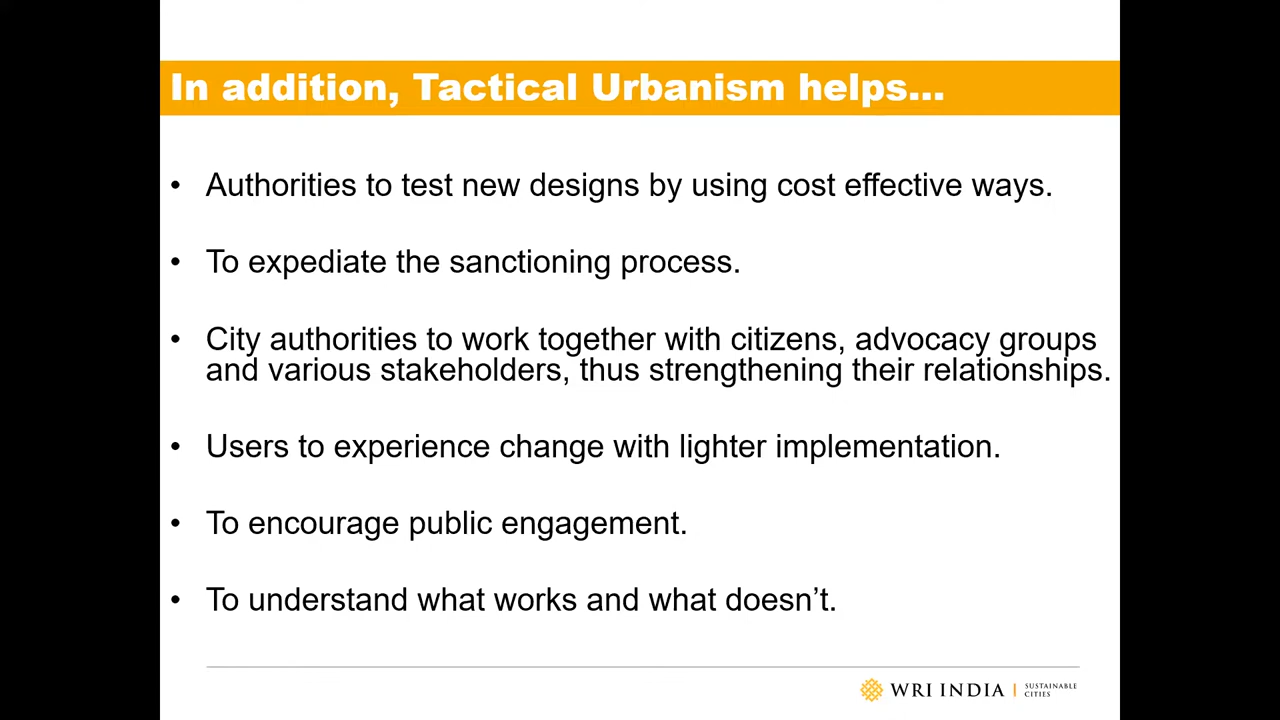 In addition, Tactical Urbanism helps...
• Authorities to test new designs by using cost effective ways.
• To expediate the sanctioning process.
• City authorities to work together with citizens, advocacy groups
and various stakeholders, thus strengthening their relationships.
• Users to experience change with lighter implementation.
• To encourage public engagement.
• To understand what works and what doesn’t.
WRI INDIA | SUSTAINABLE
CITIES